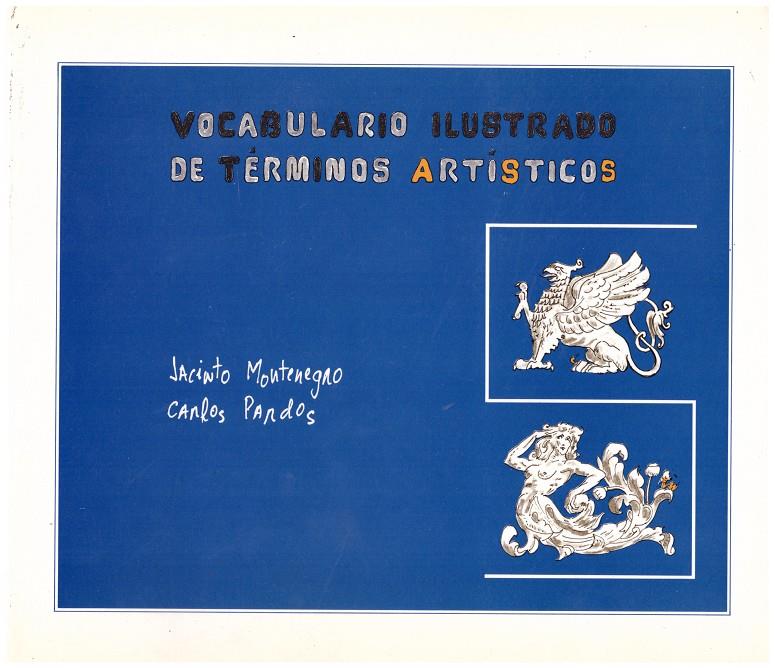 VOCABULARIO ILUSTRADO
DE TÉRMINOS ARTÍSTICOS
Jacinto Montenegro
Carlos Pardos